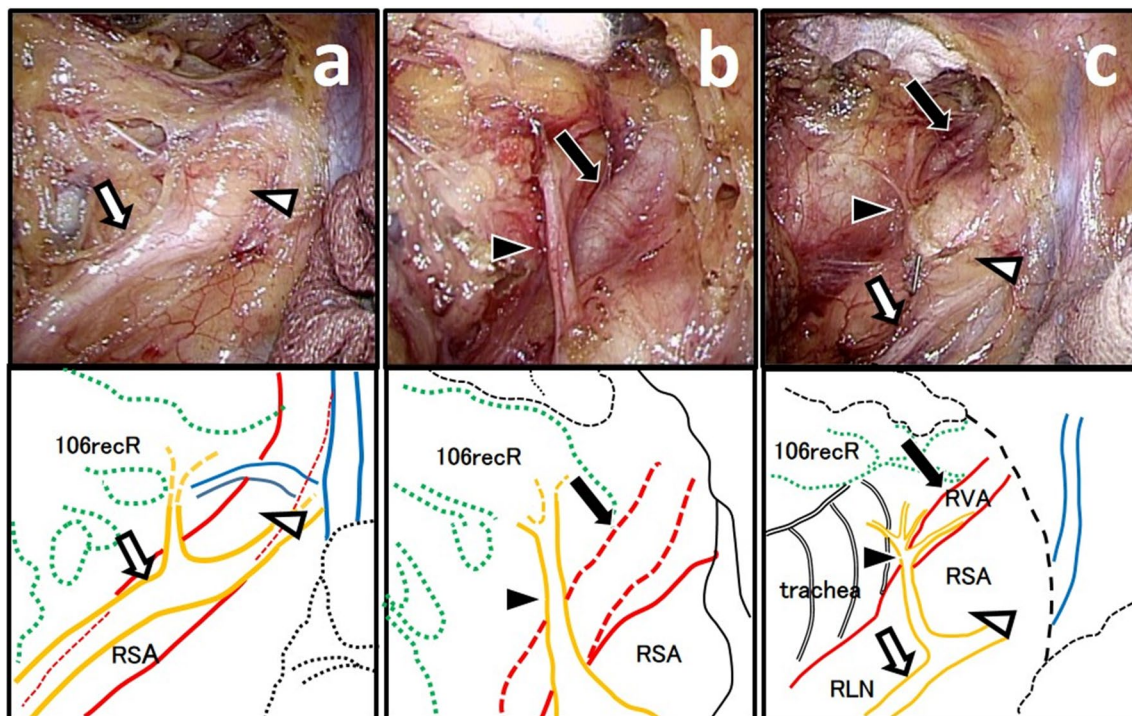 a
b
c
106recR
RSA
106recR
RSA
106recR
RVA
RSA
trachea
RLN